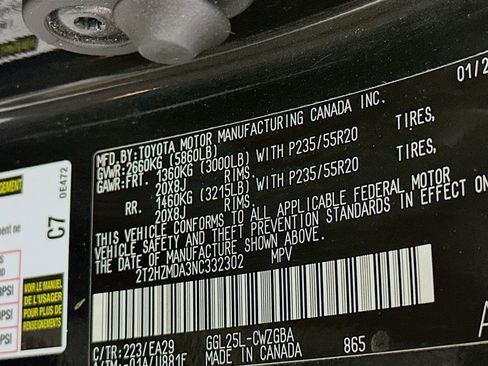 01/2
MFD.BY:TOYOTA MOTOR MANUFACTURING CANADA INC.
GVWR:2660KG (5860LB)
GAWR:FRT. 1360KG (3000LB) WITH P235/55R20 TIRES,
20X8J RIMS.
RR. 1460KG (3215LB) WITH P235/55R20 TIRES,
20X8J RIMS.
THIS VEHICLE CONFORMS TO ALL APPLICABLE FEDERAL MOTOR
VEHICLE SAFETY AND THEFT PREVENTION STANDARDS IN EFFECT ON
THE DATE OF MANUFACTURE SHOWN ABOVE.
2T2HZMDA3NC332302 MPV
C/TR:223/EA29 GGL25L-CWZGBA
MADE IN CANADA 865
0E472
C7
VOIR LE MANUEL
DE L'USAGER
POUR PLUS DE
RENSEIGNEMENTS
PSI
PSI